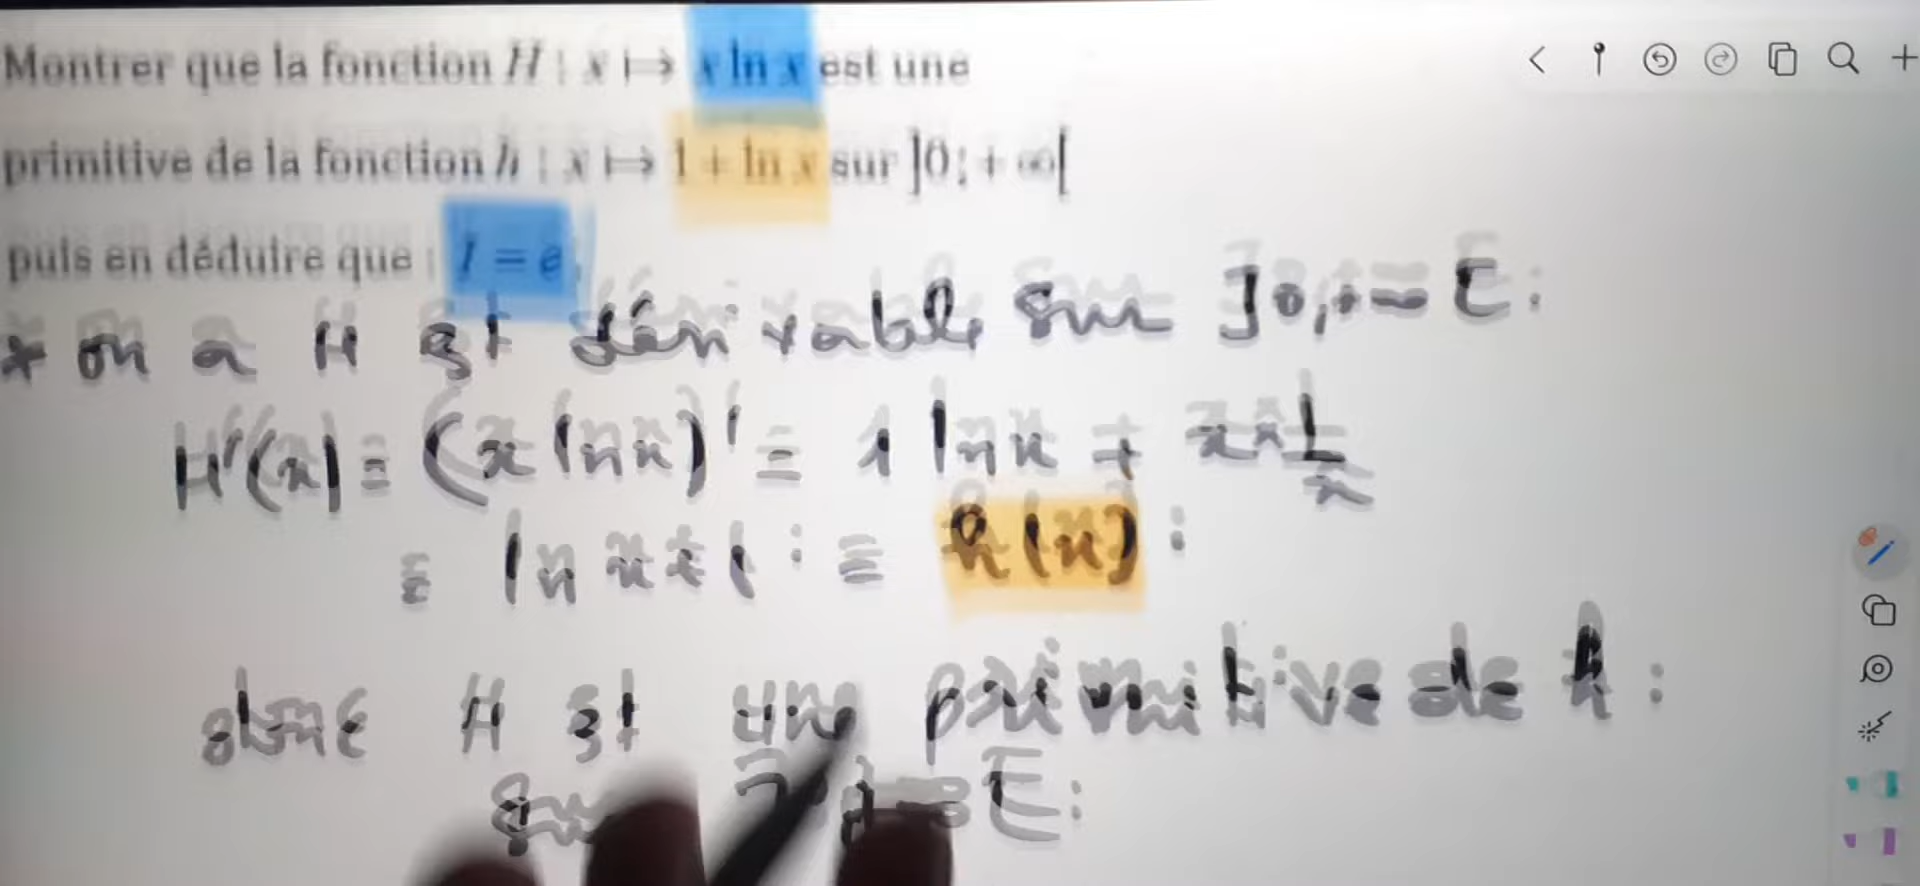 Montrer que la fonction H : x ↦ x ln x est une
primitive de la fonction h : x ↦ 1 + ln x sur ]0 ; + ∞[
puis en déduire que : I = e.
* on a H est dérivable sur ]0,+∞[ :
H'(x) = (x ln x)' = 1 ln x + x × 1/x
= ln x + 1 : = h(x) :
donc H est une primitive de h :
sur ]0,+∞[ :